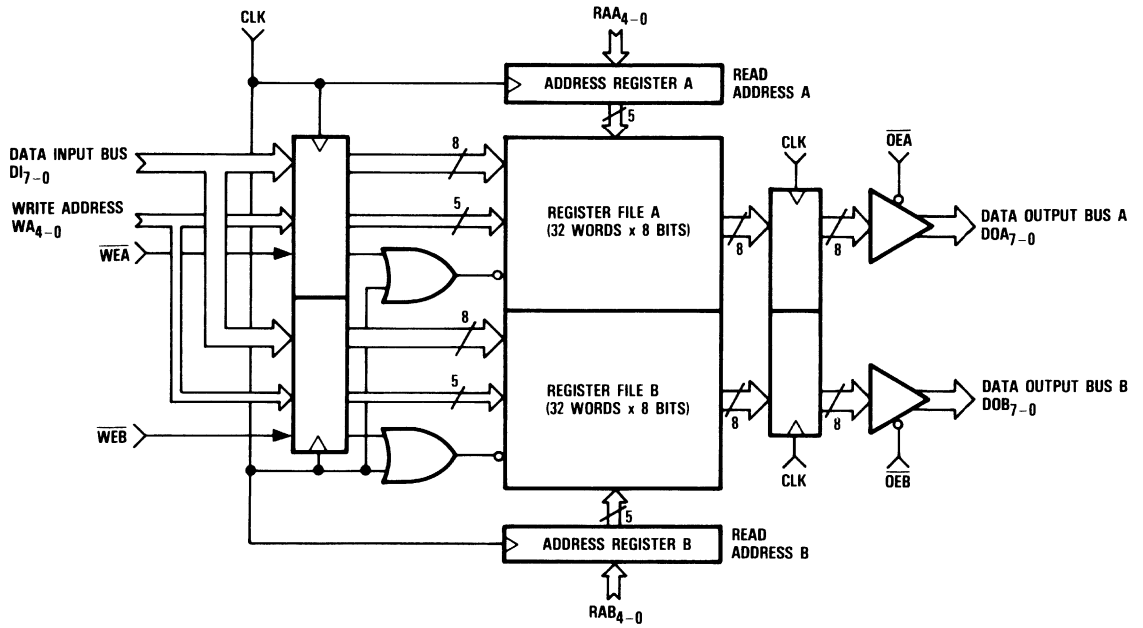 CLK
RAA4-0
ADDRESS REGISTER A
READ
ADDRESS A
5
DATA INPUT BUS
DI7-0
8
CLK
OEA
WRITE ADDRESS
WA4-0
5
REGISTER FILE A
(32 WORDS x 8 BITS)
8
8
DATA OUTPUT BUS A
DOA7-0
WEA
8
5
REGISTER FILE B
(32 WORDS x 8 BITS)
8
8
DATA OUTPUT BUS B
DOB7-0
WEB
CLK
OEB
5
ADDRESS REGISTER B
READ
ADDRESS B
RAB4-0